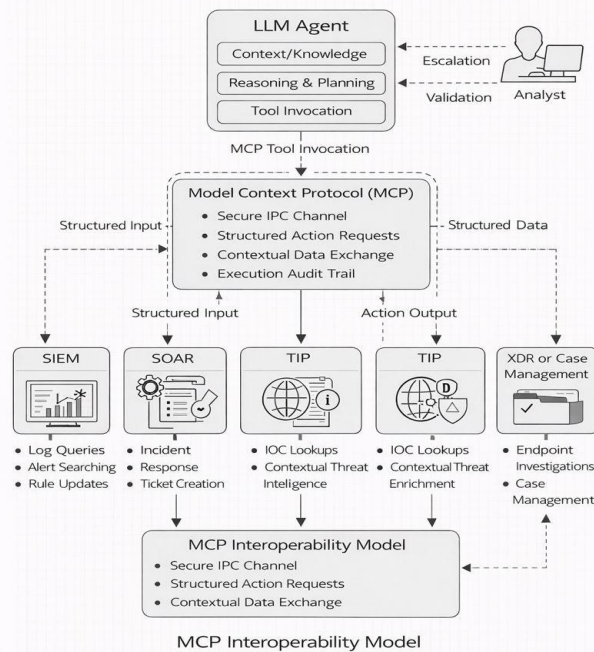 LLM Agent
Context/Knowledge
Reasoning & Planning
Tool Invocation
Escalation
Validation
Analyst
MCP Tool Invocation
Model Context Protocol (MCP)
• Secure IPC Channel
• Structured Action Requests
• Contextual Data Exchange
• Execution Audit Trail
Structured Input
Structured Data
Structured Input
Action Output
SIEM
• Log Queries
• Alert Searching
• Rule Updates
SOAR
• Incident
• Response
• Ticket Creation
TIP
i
• IOC Lookups
• Contextual Threat
Inteligence
TIP
D
• IOC Lookups
• Contextual Threat
Enrichment
XDR or Case
Management
• Endpoint
Investigations
• Case
Management
MCP Interoperability Model
• Secure IPC Channel
• Structured Action Requests
• Contextual Data Exchange
MCP Interoperability Model